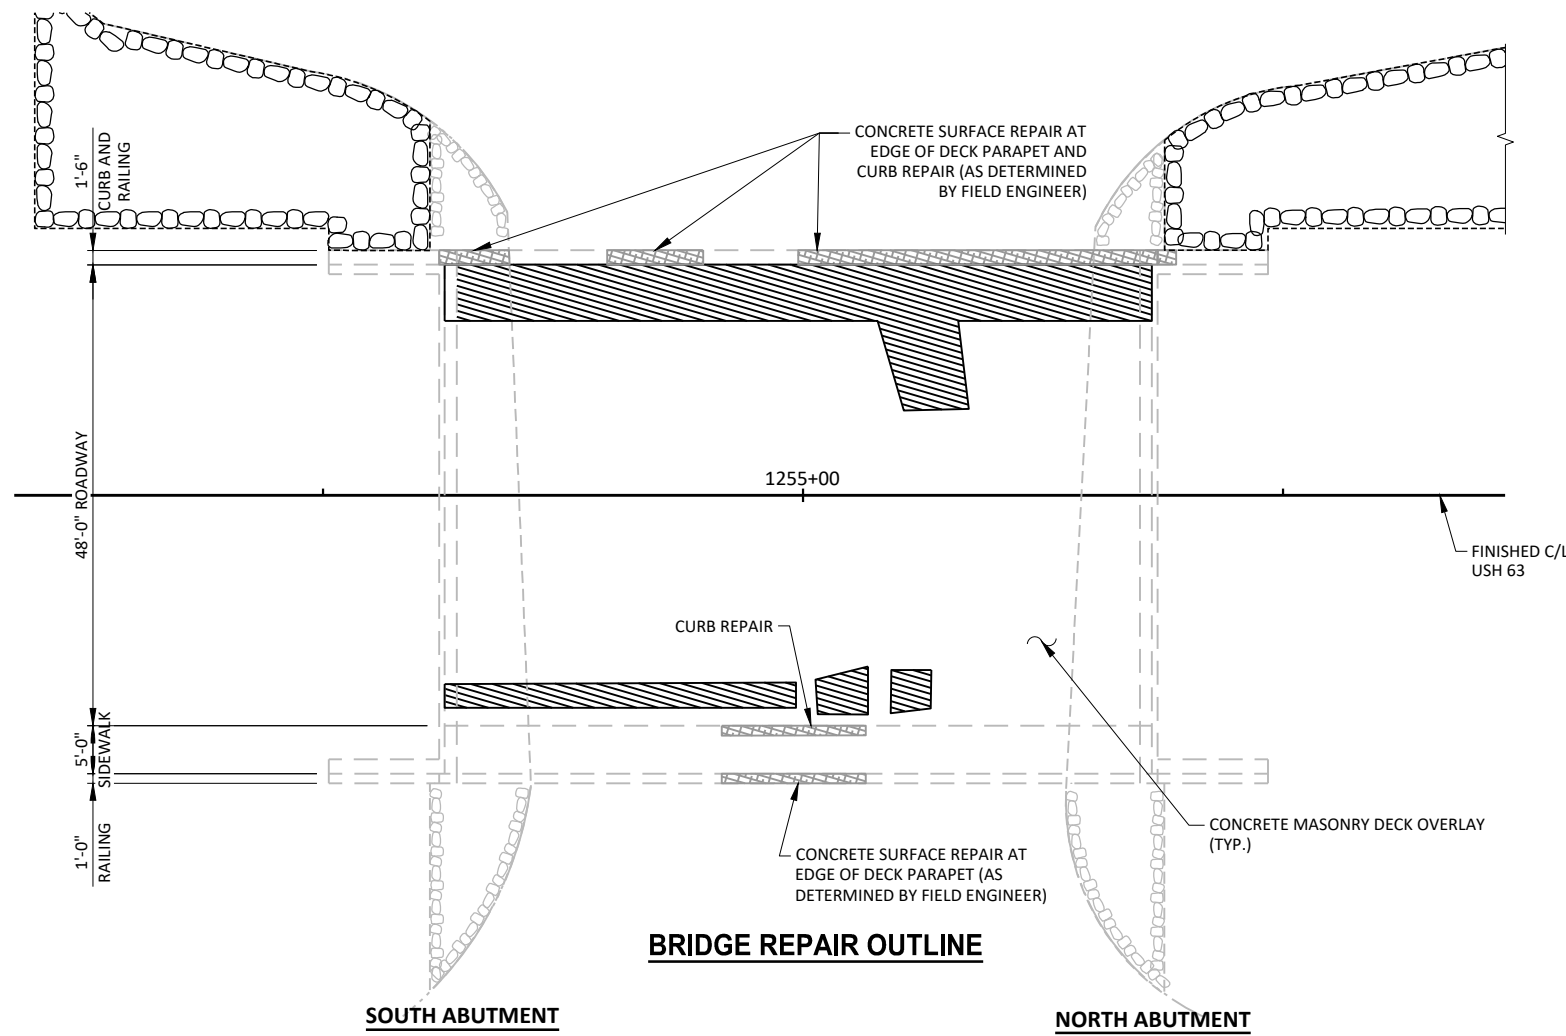 CONCRETE SURFACE REPAIR AT
EDGE OF DECK PARAPET AND
CURB REPAIR (AS DETERMINED
BY FIELD ENGINEER)
1'-6"
CURB AND
RAILING
1255+00
48'-0" ROADWAY
FINISHED C/L
USH 63
CURB REPAIR
5'-0"
SIDEWALK
1'-0"
RAILING
CONCRETE MASONRY DECK OVERLAY
(TYP.)
CONCRETE SURFACE REPAIR AT
EDGE OF DECK PARAPET (AS
DETERMINED BY FIELD ENGINEER)
BRIDGE REPAIR OUTLINE
SOUTH ABUTMENT
NORTH ABUTMENT